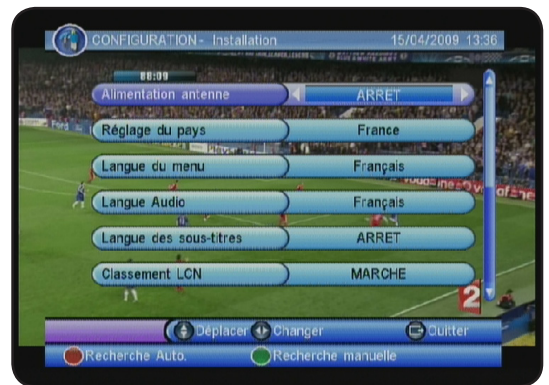 CONFIGURATION - Installation 15/04/2009 13:36
88:09
Alimentation antenne ARRET
Réglage du pays France
Langue du menu Français
Langue Audio Français
Langue des sous-titres ARRET
Classement LCN MARCHE
2
Déplacer Changer Quitter
Recherche Auto. Recherche manuelle